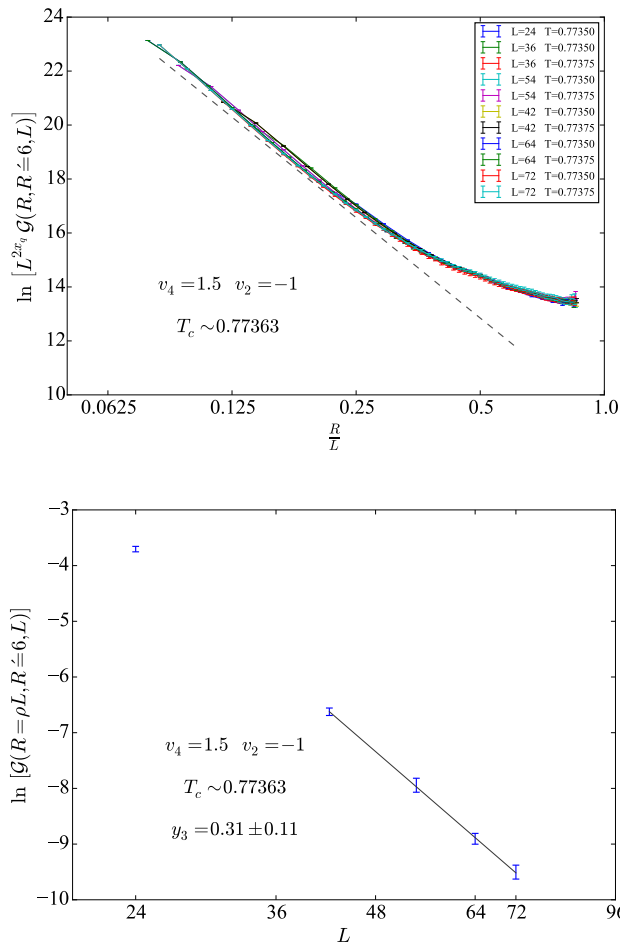 24
22
20
18
16
14
12
10
ln [L^{2x_q} 𝒢(R,R′=6,L)]
L=24 T=0.77350
L=36 T=0.77350
L=36 T=0.77375
L=54 T=0.77350
L=54 T=0.77375
L=42 T=0.77350
L=42 T=0.77375
L=64 T=0.77350
L=64 T=0.77375
L=72 T=0.77350
L=72 T=0.77375
v_4=1.5 v_2=−1
T_c∼0.77363
0.0625 0.125 0.25 0.5 1.0
R/L
−3
−4
−5
−6
−7
−8
−9
−10
ln [𝒢(R=ρL,R′=6,L)]
v_4=1.5 v_2=−1
T_c∼0.77363
y_3=0.31±0.11
24 36 48 64 72 96
L